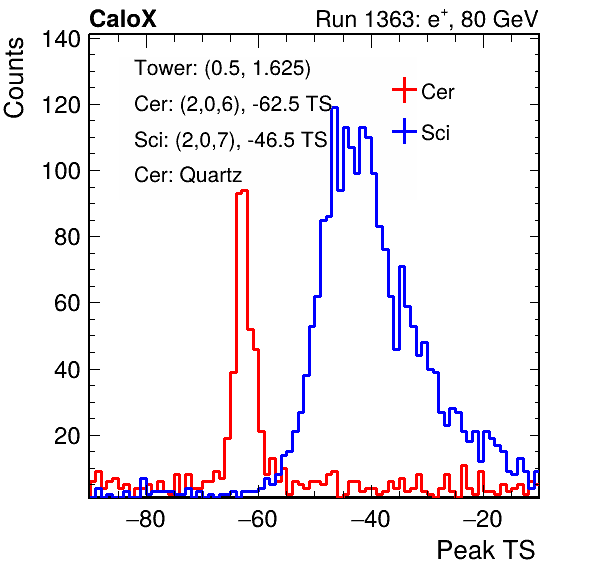 CaloX Run 1363: e⁺, 80 GeV
Counts
140
120
100
80
60
40
20
Tower: (0.5, 1.625)
Cer: (2,0,6), -62.5 TS
Sci: (2,0,7), -46.5 TS
Cer: Quartz
Cer
Sci
−80 −60 −40 −20
Peak TS